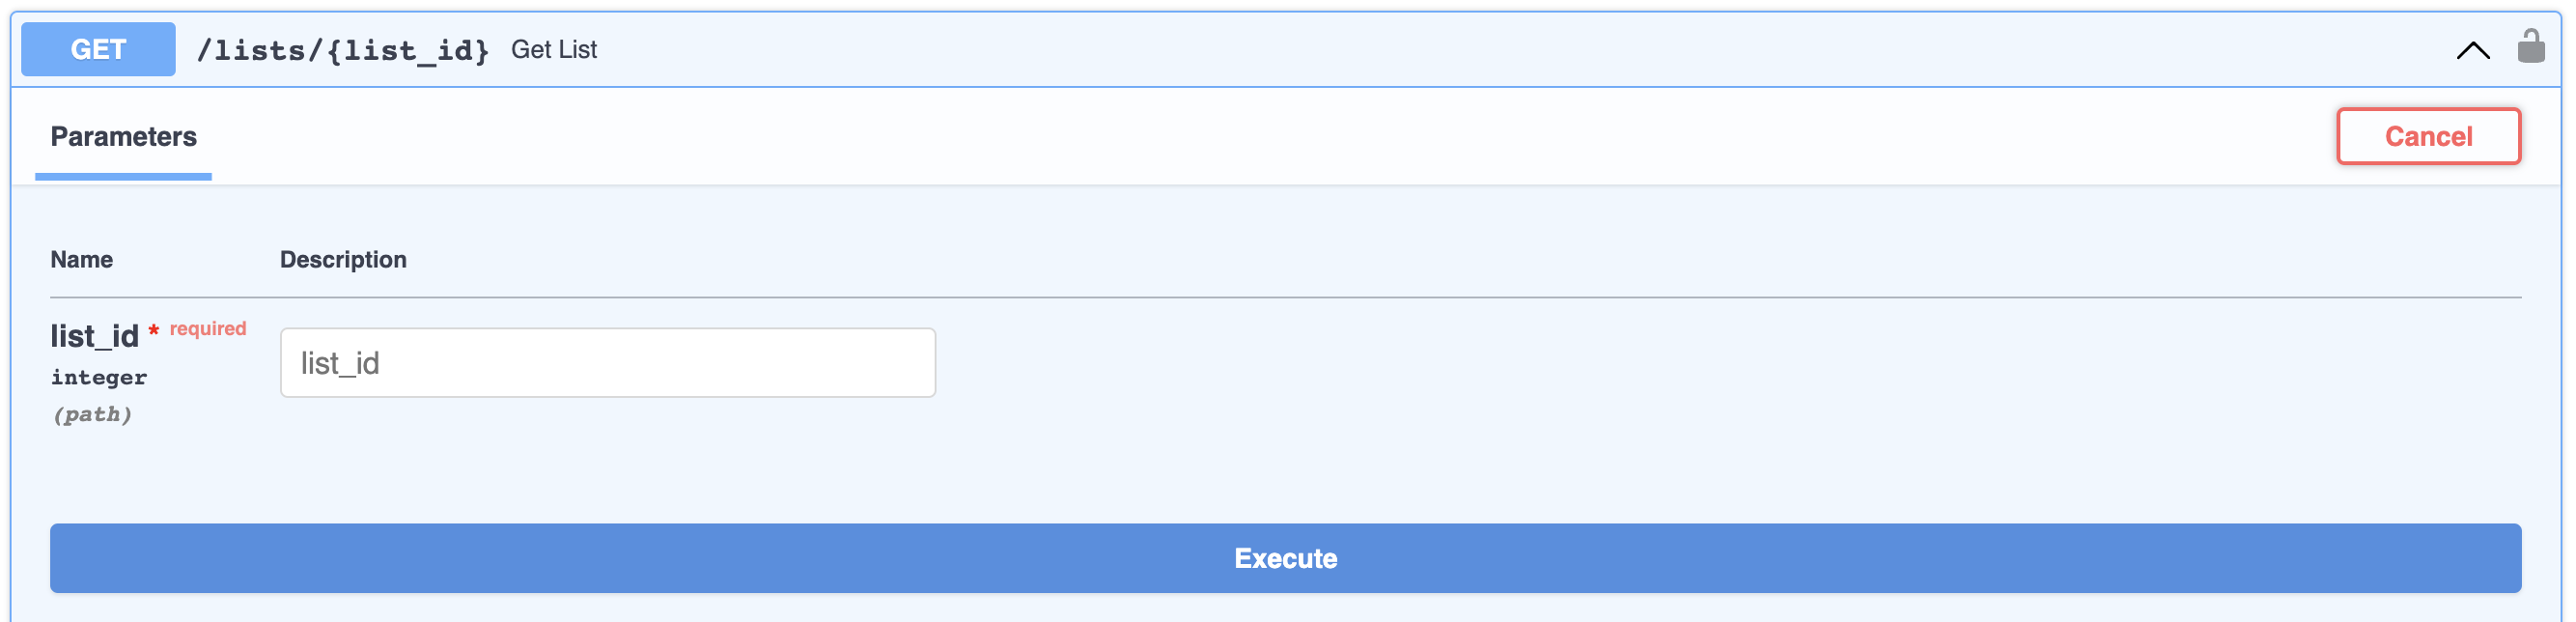 GET /lists/{list_id} Get List
Parameters
Cancel
Name Description
list_id * required
integer
(path)
list_id
Execute